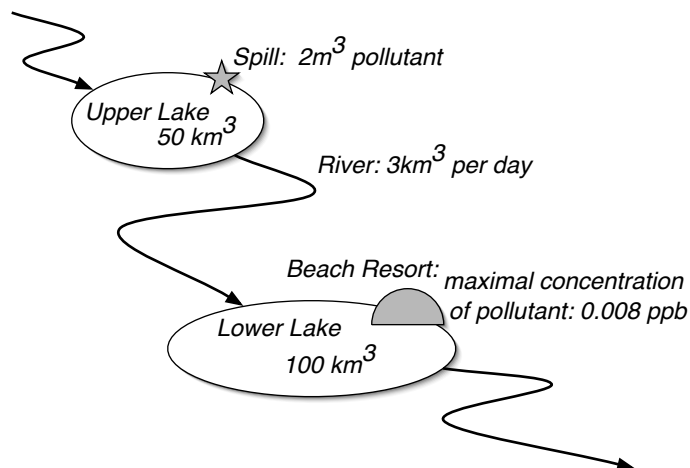 Spill: 2m³ pollutant
Upper Lake
50 km³
River: 3km³ per day
Beach Resort:
maximal concentration
of pollutant: 0.008 ppb
Lower Lake
100 km³